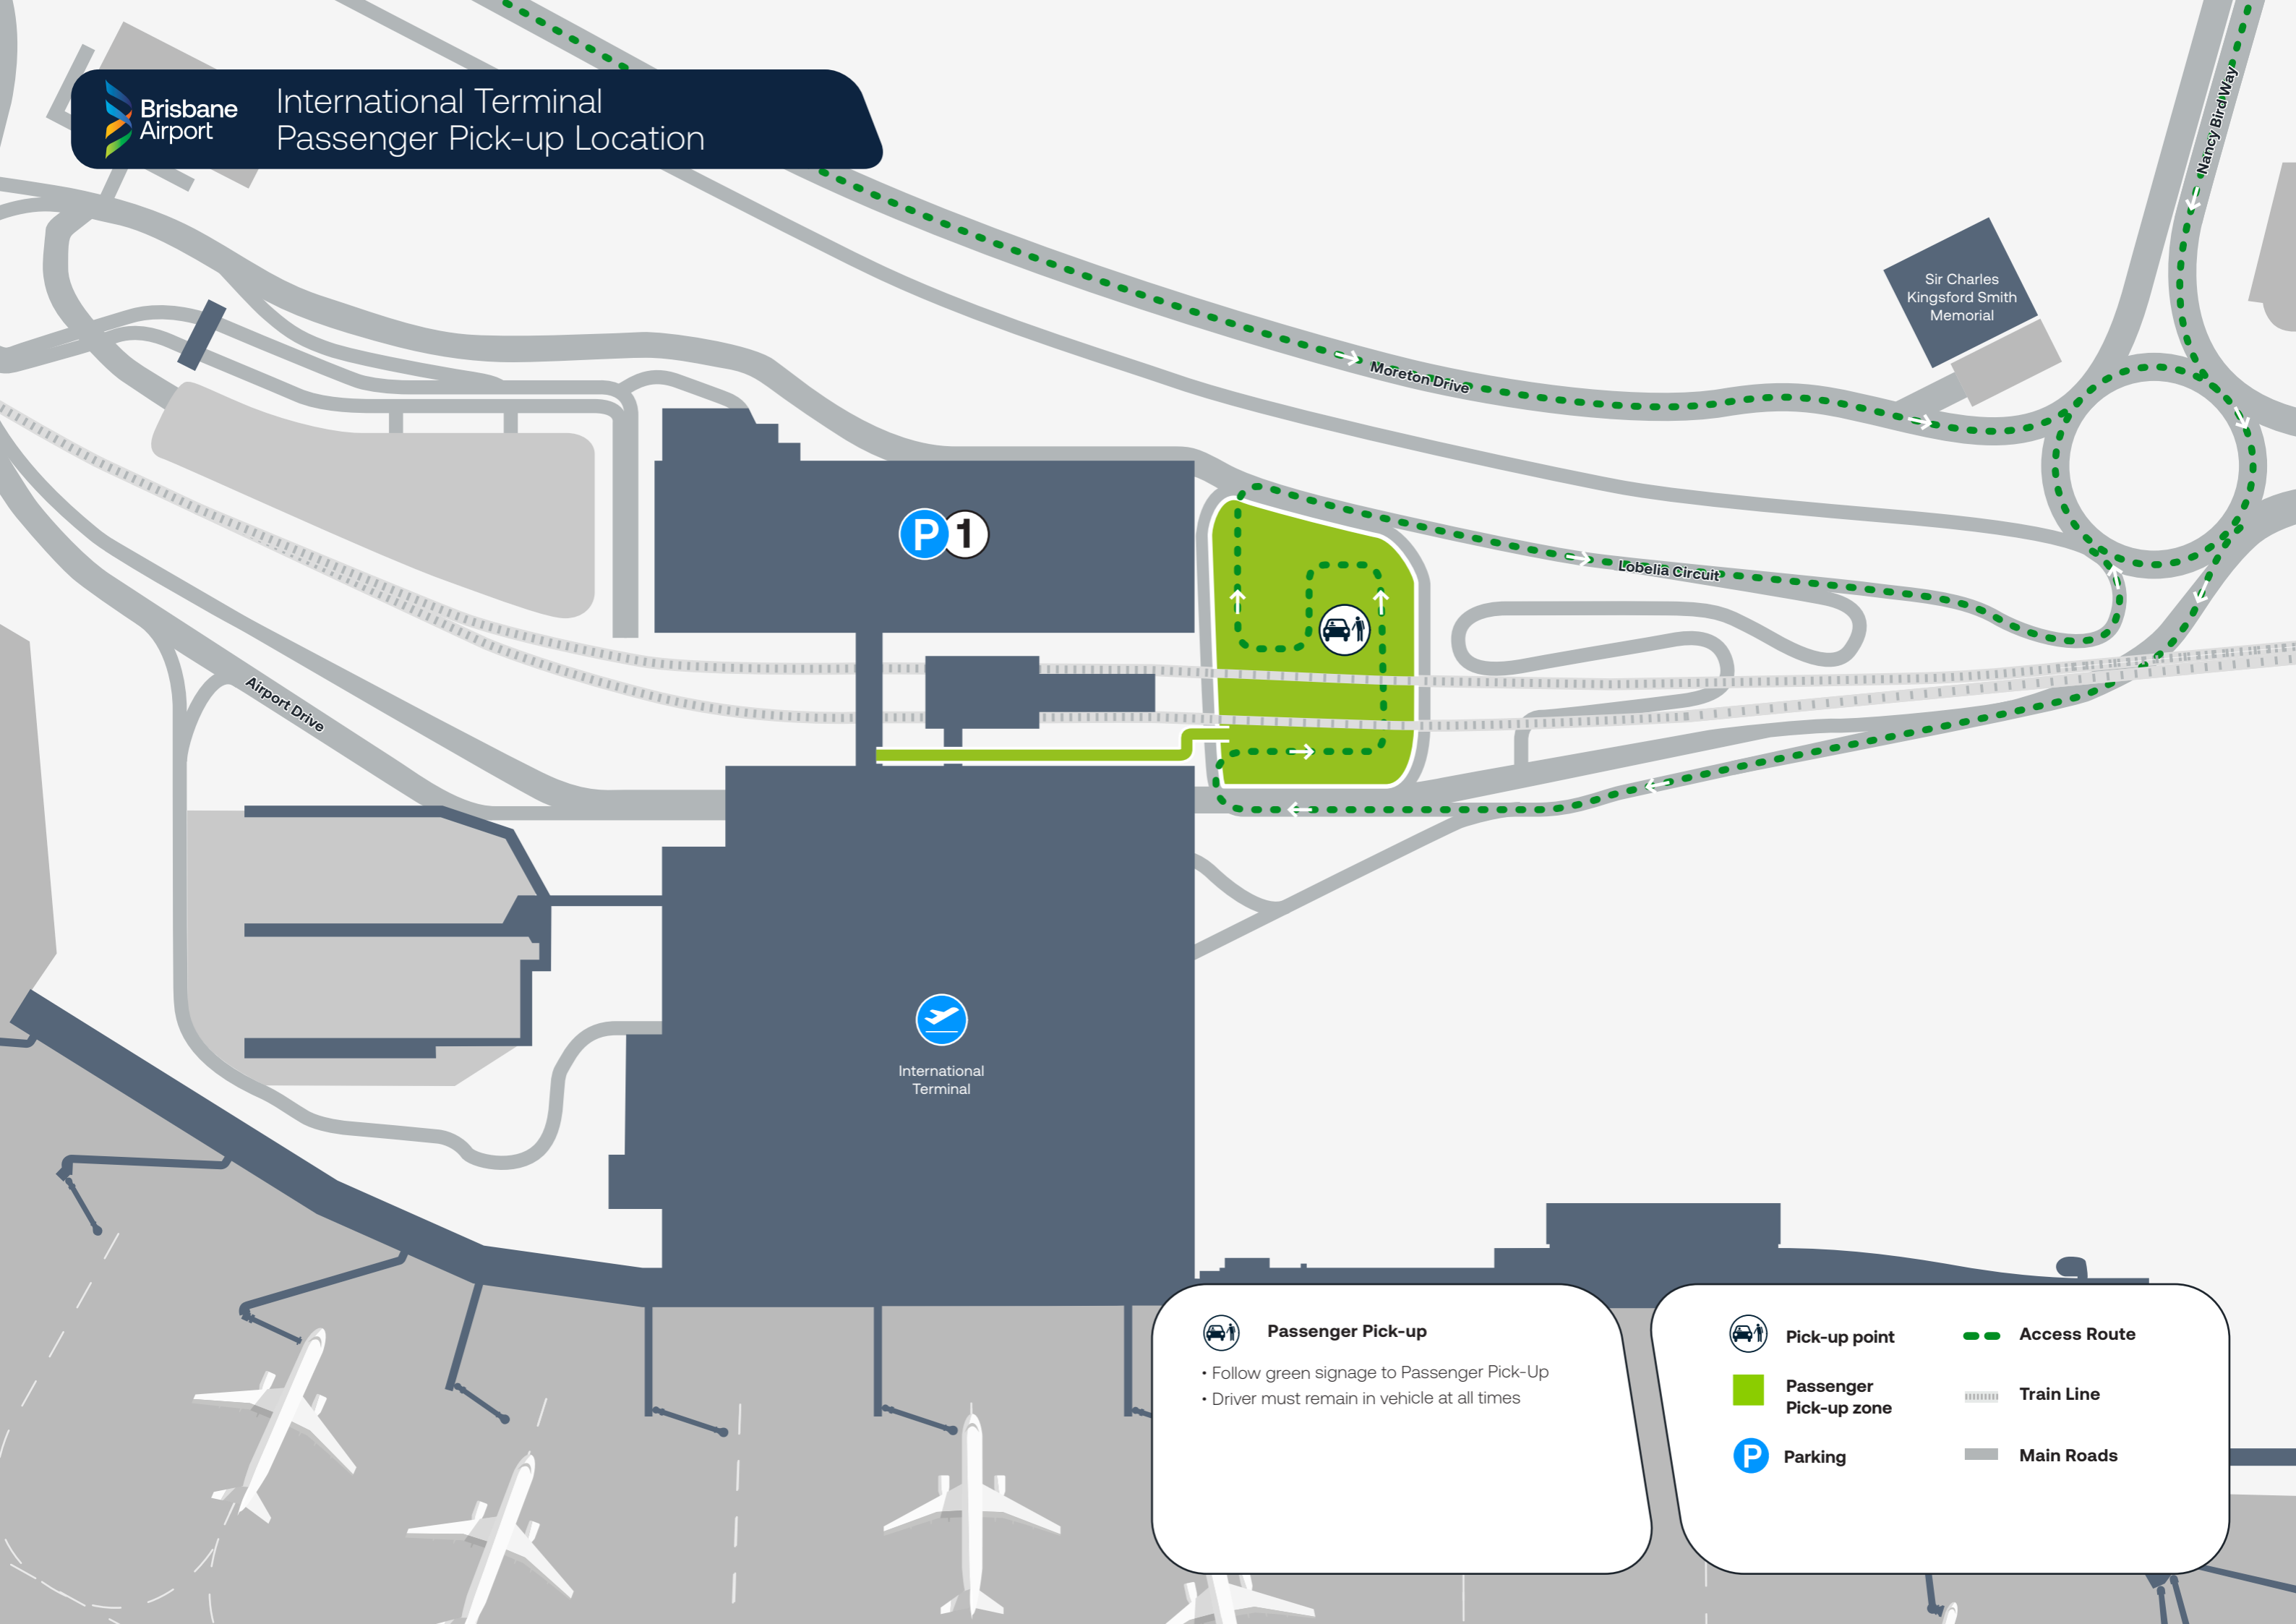 Brisbane
Airport
International Terminal
Passenger Pick-up Location
Nancy Bird Way
Sir Charles
Kingsford Smith
Memorial
Moreton Drive
P 1
Lobelia Circuit
Airport Drive
International
Terminal
Passenger Pick-up
• Follow green signage to Passenger Pick-Up
• Driver must remain in vehicle at all times
Pick-up point
Passenger
Pick-up zone
P Parking
Access Route
Train Line
Main Roads